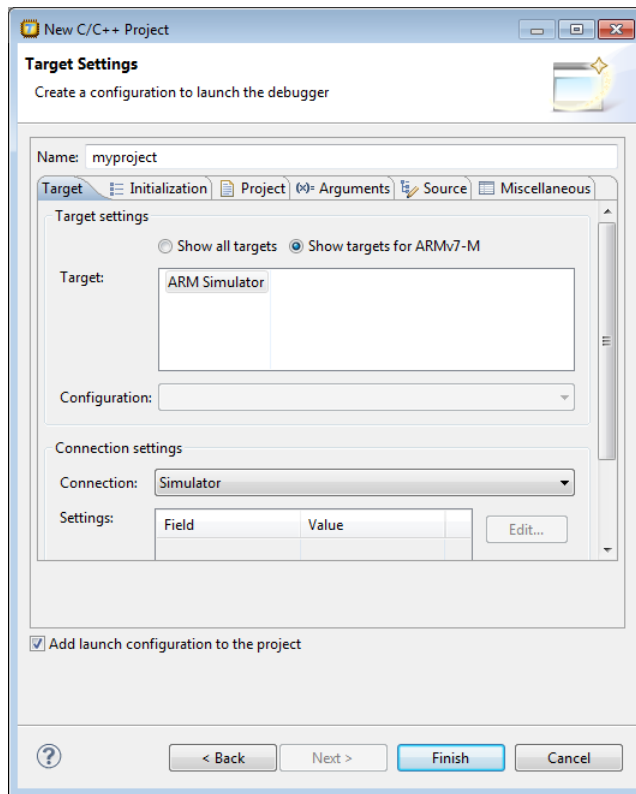 New C/C++ Project
Target Settings
Create a configuration to launch the debugger
Name: myproject
Target Initialization Project (x)= Arguments Source Miscellaneous
Target settings
Show all targets Show targets for ARMv7-M
Target: ARM Simulator
Configuration:
Connection settings
Connection: Simulator
Settings: Field Value Edit...
Add launch configuration to the project
? < Back Next > Finish Cancel